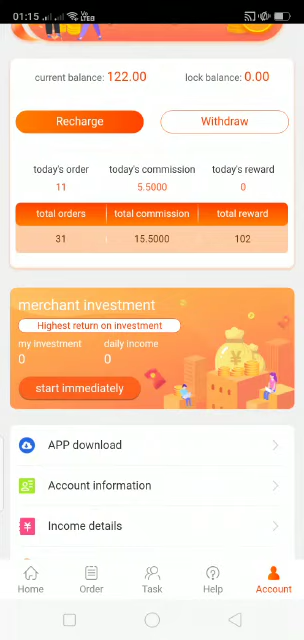 01:15
current balance: 122.00
lock balance: 0.00
Recharge
Withdraw
today's order
today's commission
today's reward
11
5.5000
0
total orders
total commission
total reward
31
15.5000
102
merchant investment
Highest return on investment
my investment
daily income
0
0
start immediately
APP download
Account information
Income details
Home
Order
Task
Help
Account